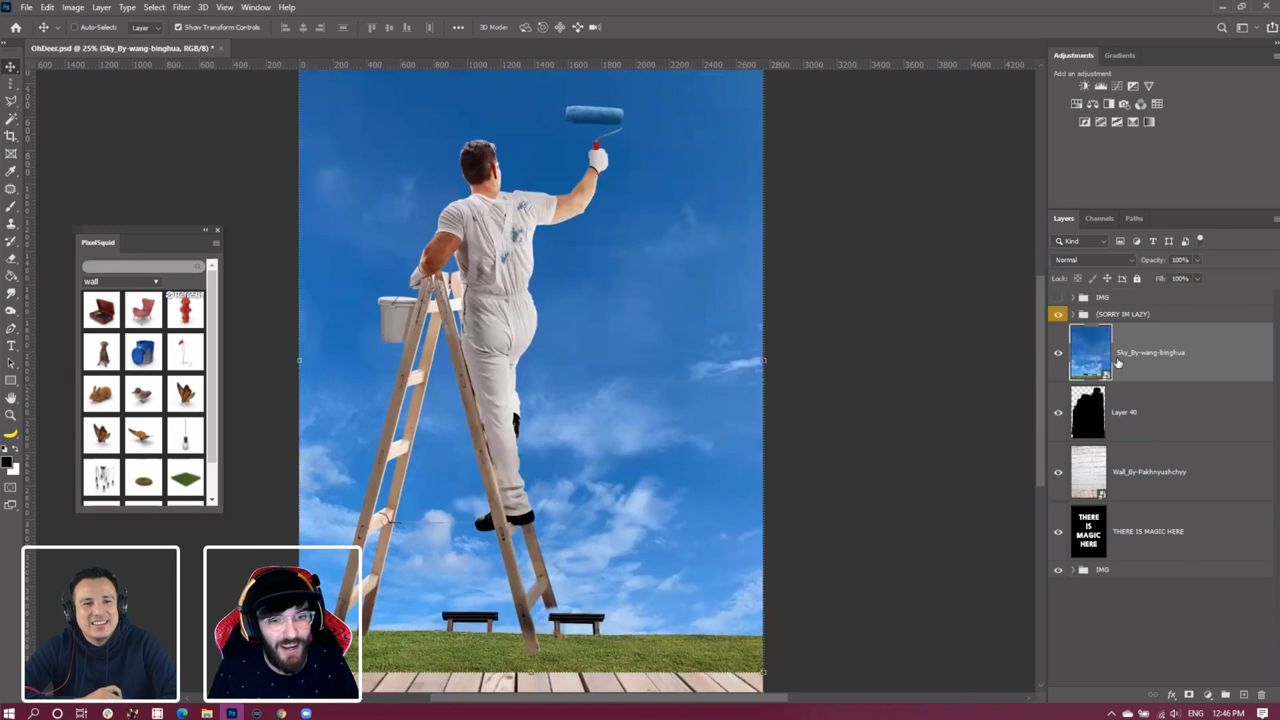 File Edit Image Layer Type Select Filter 3D View Window Help
Auto-Select: Layer Show Transform Controls 3D Mode:
OhDeer.psd @ 25% (Sky_By-wang-binghua, RGB/8) *
Adjustments Gradients
Add an adjustment
PixelSquid
wall
Layers Channels Paths
Kind
Normal Opacity: 100%
Lock: Fill: 100%
IMG
(SORRY IM LAZY)
Sky_By-wang-binghua
Layer 40
Wall_By-Pakhnyushchyy
THERE
IS
MAGIC
HERE
THERE IS MAGIC HERE
IMG
ENG 12:46 PM